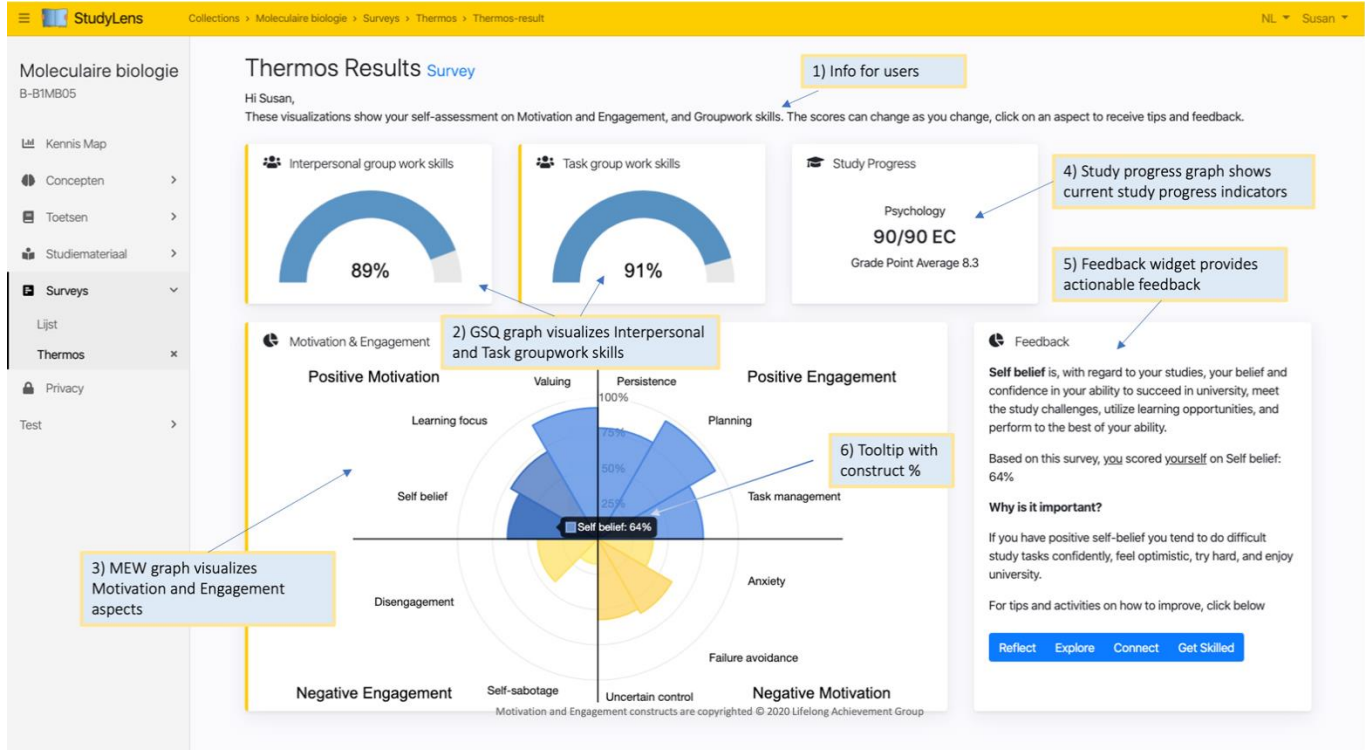 StudyLens
Collections › Moleculaire biologie › Surveys › Thermos › Thermos-result
NL
Susan
Moleculaire biologie
B-B1MB05
Kennis Map
Concepten
Toetsen
Studiemateriaal
Surveys
Lijst
Thermos
Privacy
Test
Thermos Results Survey
1) Info for users
Hi Susan,
These visualizations show your self-assessment on Motivation and Engagement, and Groupwork skills. The scores can change as you change, click on an aspect to receive tips and feedback.
Interpersonal group work skills
89%
Task group work skills
91%
Study Progress
Psychology
90/90 EC
Grade Point Average 8.3
4) Study progress graph shows
current study progress indicators
5) Feedback widget provides
actionable feedback
2) GSQ graph visualizes Interpersonal
and Task groupwork skills
Motivation & Engagement
Positive Motivation
Valuing
Persistence
Positive Engagement
100%
Learning focus
Planning
75%
50%
6) Tooltip with
construct %
Self belief
25%
Task management
Self belief: 64%
3) MEW graph visualizes
Motivation and Engagement
aspects
Anxiety
Disengagement
Failure avoidance
Negative Engagement
Self-sabotage
Uncertain control
Negative Motivation
Motivation and Engagement constructs are copyrighted © 2020 Lifelong Achievement Group
Feedback
Self belief is, with regard to your studies, your belief and
confidence in your ability to succeed in university, meet
the study challenges, utilize learning opportunities, and
perform to the best of your ability.
Based on this survey, you scored yourself on Self belief:
64%
Why is it important?
If you have positive self-belief you tend to do difficult
study tasks confidently, feel optimistic, try hard, and enjoy
university.
For tips and activities on how to improve, click below
Reflect Explore Connect Get Skilled